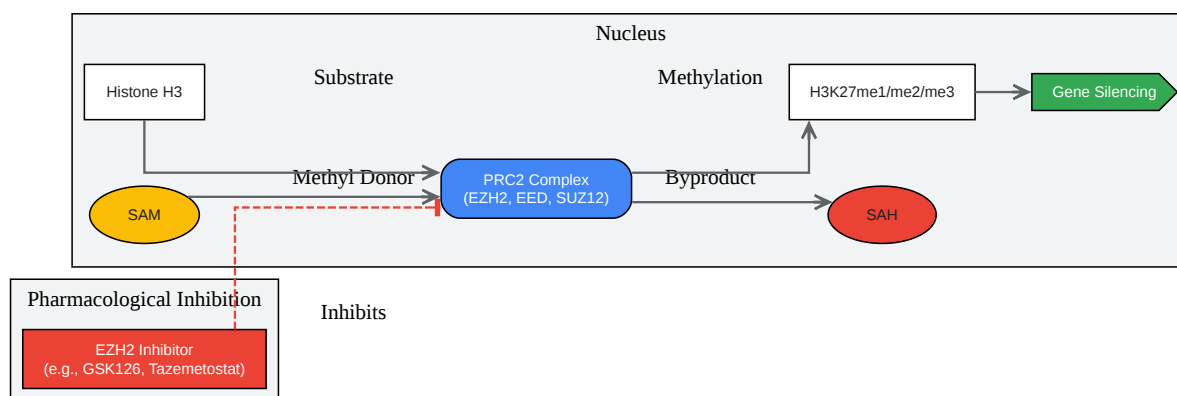 Nucleus
Substrate
Methylation
Histone H3
H3K27me1/me2/me3
Gene Silencing
Methyl Donor
PRC2 Complex
(EZH2, EED, SUZ12)
Byproduct
SAM
SAH
Pharmacological Inhibition
Inhibits
EZH2 Inhibitor
(e.g., GSK126, Tazemetostat)